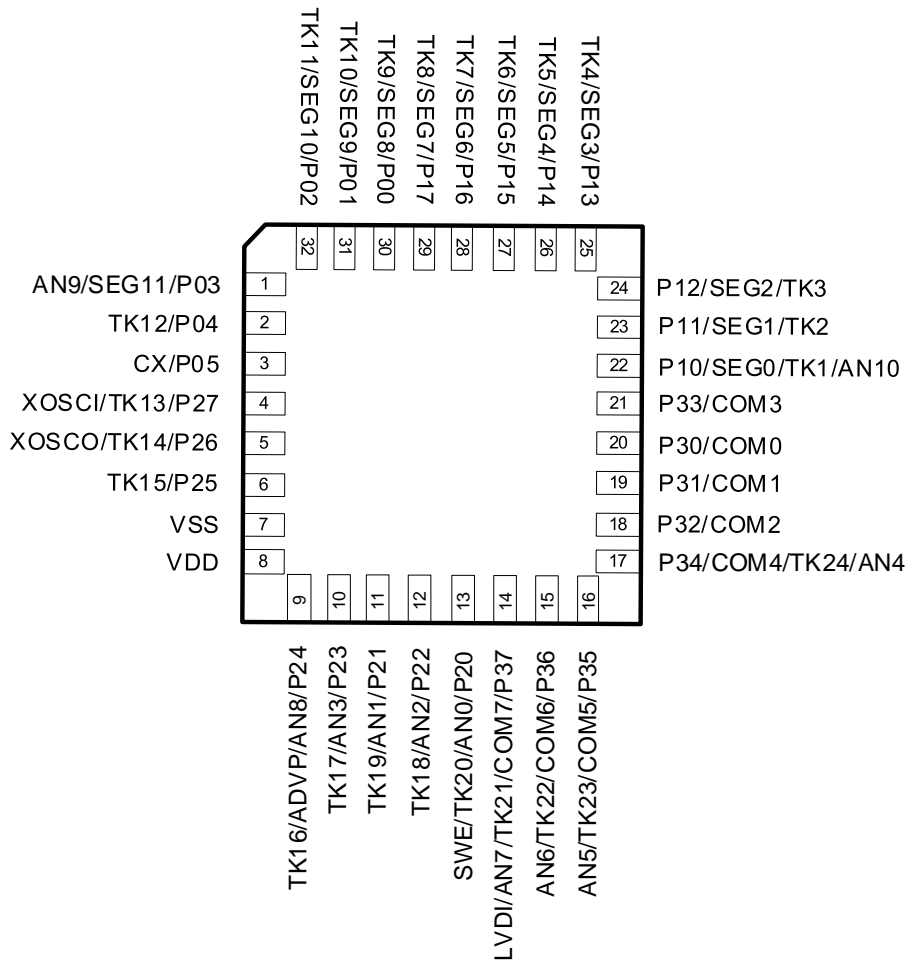 TK11/SEG10/P02
TK10/SEG9/P01
TK9/SEG8/P00
TK8/SEG7/P17
TK7/SEG6/P16
TK6/SEG5/P15
TK5/SEG4/P14
TK4/SEG3/P13
32
31
30
29
28
27
26
25
AN9/SEG11/P03
1
TK12/P04
2
CX/P05
3
XOSCI/TK13/P27
4
XOSCO/TK14/P26
5
TK15/P25
6
VSS
7
VDD
8
24
P12/SEG2/TK3
23
P11/SEG1/TK2
22
P10/SEG0/TK1/AN10
21
P33/COM3
20
P30/COM0
19
P31/COM1
18
P32/COM2
17
P34/COM4/TK24/AN4
9
10
11
12
13
14
15
16
TK16/ADVP/AN8/P24
TK17/AN3/P23
TK19/AN1/P21
TK18/AN2/P22
SWE/TK20/AN0/P20
LVDI/AN7/TK21/COM7/P37
AN6/TK22/COM6/P36
AN5/TK23/COM5/P35